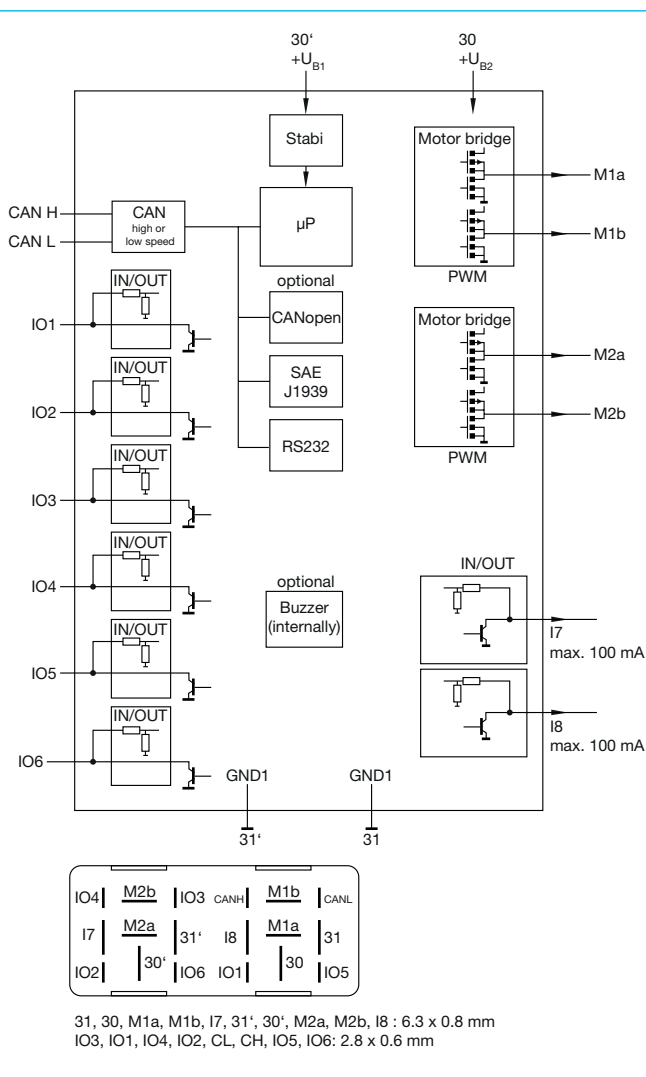 30‘ 30
+UB1 +UB2
Stabi
Motor bridge
M1a
CAN H
CAN
high or
low speed
µP
CAN L
M1b
IN/OUT
optional
PWM
CANopen
IO1
Motor bridge
M2a
IN/OUT
SAE
J1939
IO2
M2b
IN/OUT
RS232
PWM
IO3
IN/OUT
IN/OUT
optional
IO4
Buzzer
(internally)
I7
max. 100 mA
IN/OUT
IO5
IN/OUT
I8
max. 100 mA
IO6
GND1 GND1
31‘ 31
IO4 M2b IO3 CANH M1b CANL
I7 M2a 31‘ I8 M1a 31
IO2 30‘ IO6 IO1 30 IO5
31, 30, M1a, M1b, I7, 31‘, 30‘, M2a, M2b, I8 : 6.3 x 0.8 mm
IO3, IO1, IO4, IO2, CL, CH, IO5, IO6: 2.8 x 0.6 mm